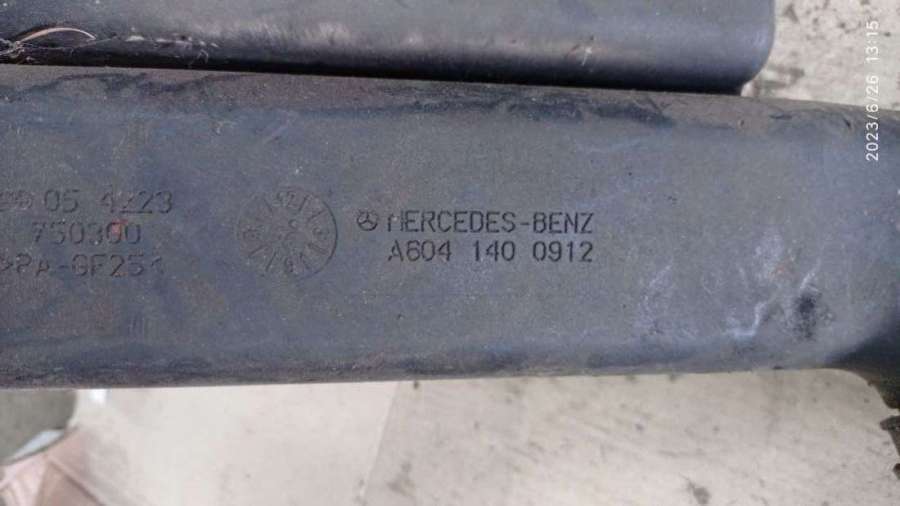 05 4223
750300
>PA-GF25<
MERCEDES-BENZ
A604 140 0912
2023/6/26 13:15